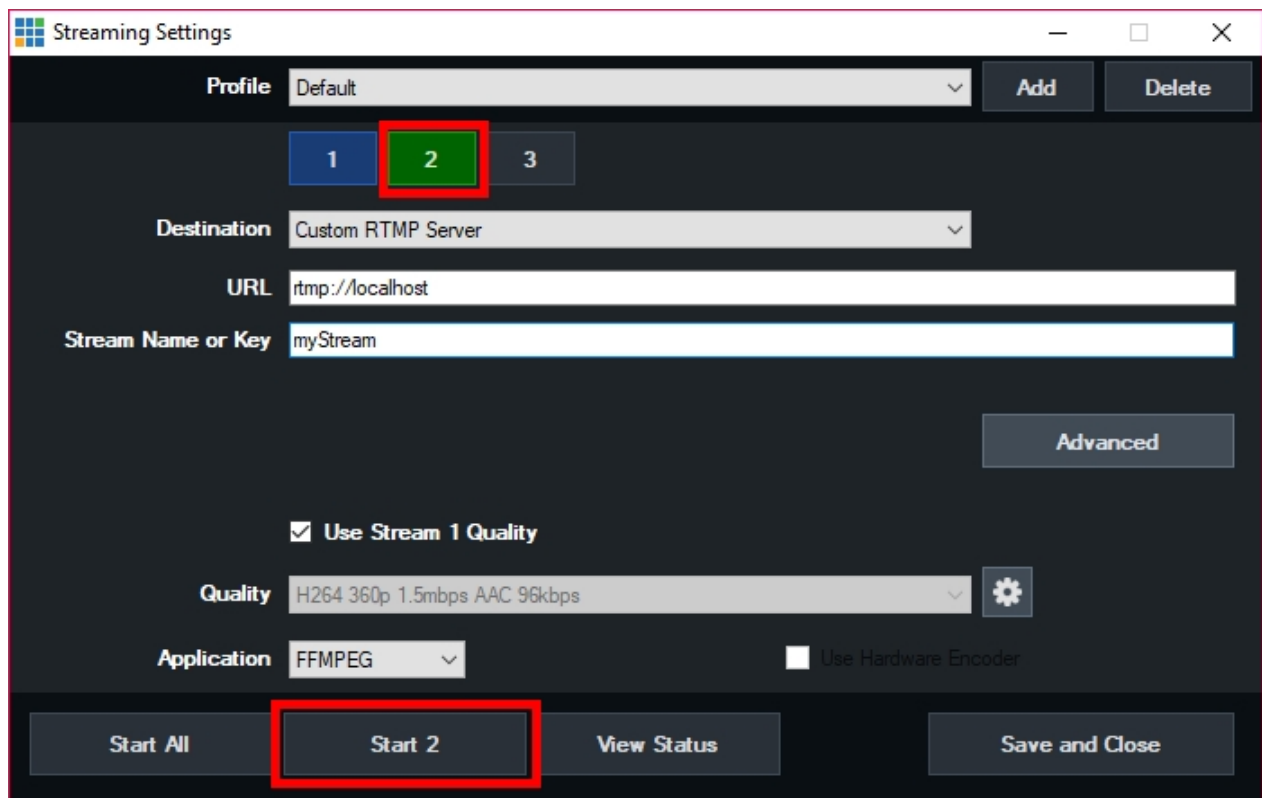 Streaming Settings
Profile Default Add Delete
1 2 3
Destination Custom RTMP Server
URL rtmp://localhost
Stream Name or Key myStream
Advanced
Use Stream 1 Quality
Quality H264 360p 1.5mbps AAC 96kbps
Application FFMPEG Use Hardware Encoder
Start All Start 2 View Status Save and Close